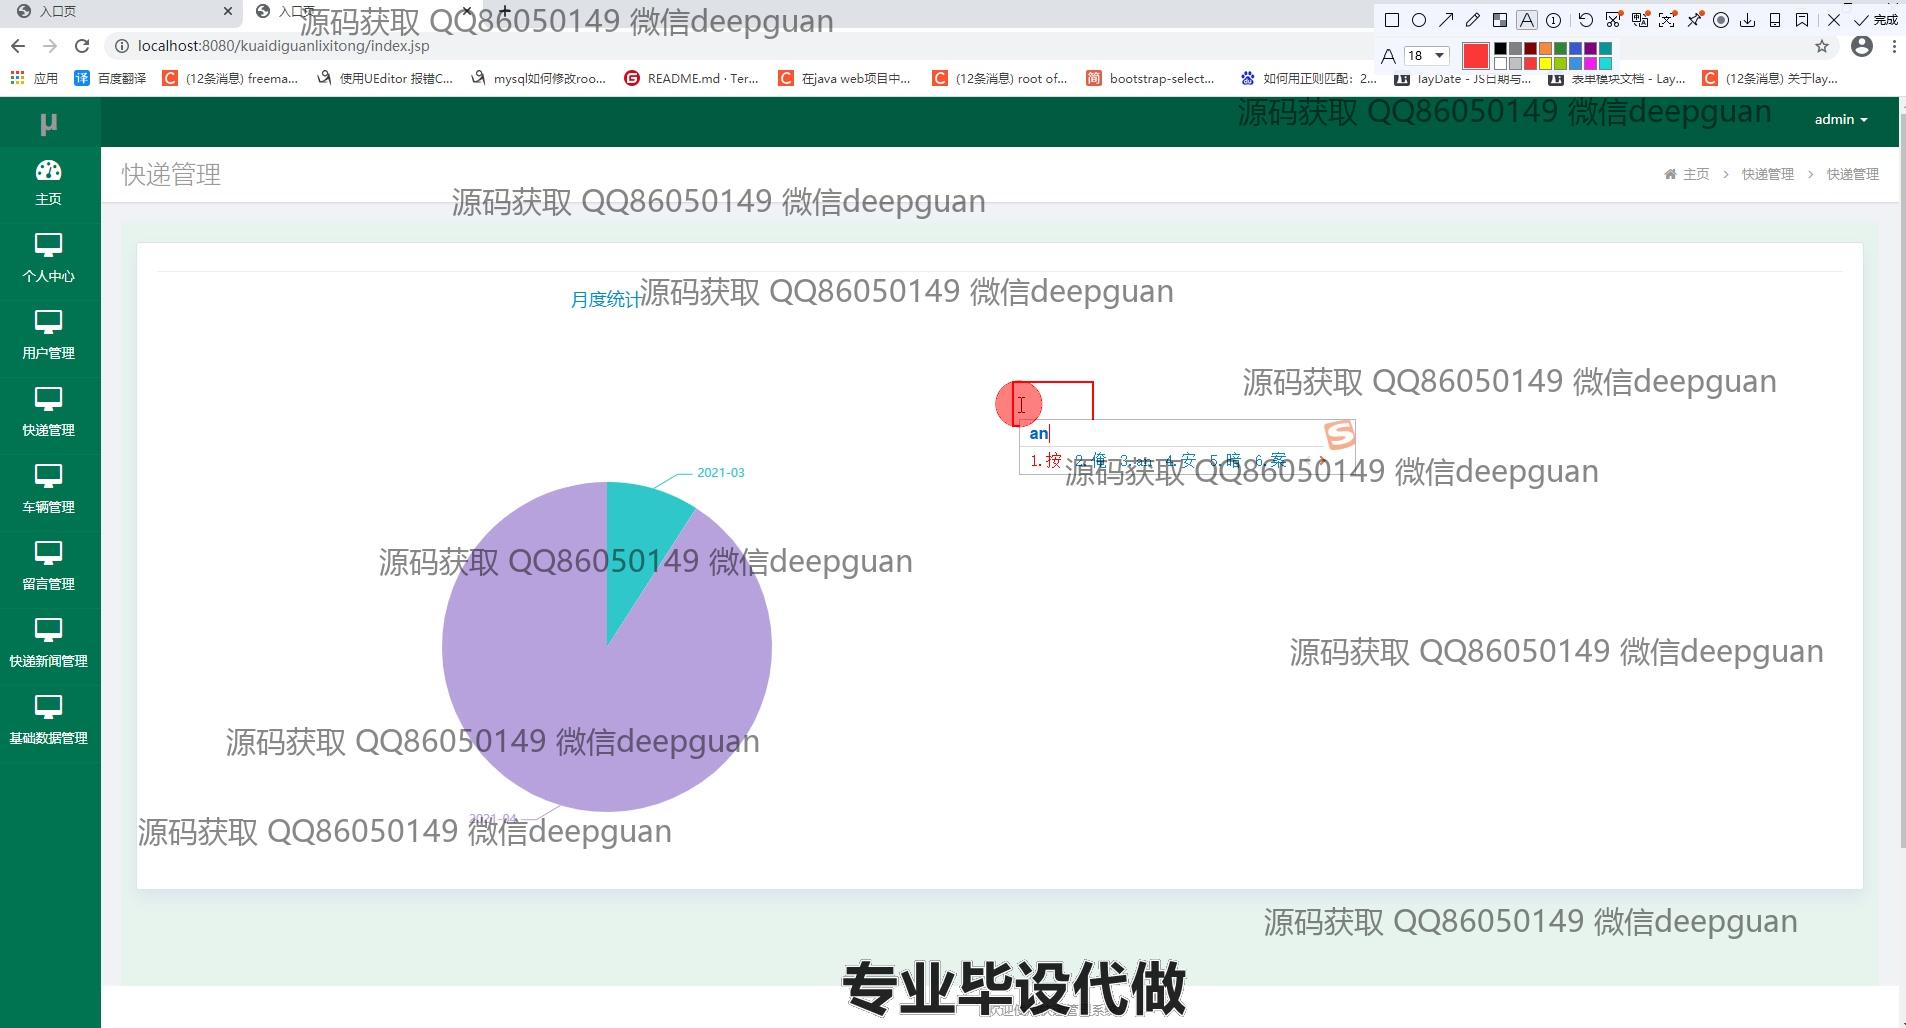 入口页
入口页
源码获取 QQ86050149 微信deepguan
完成
localhost:8080/kuaidiguanlixitong/index.jsp
A 18
应用
百度翻译
(12条消息) freema...
使用UEditor 报错C...
mysql如何修改roo...
README.md · Ter...
在java web项目中...
(12条消息) root of...
bootstrap-select...
如何用正则匹配：2...
layDate - JS日期与...
表单模块文档 - Lay...
(12条消息) 关于lay...
μ
源码获取 QQ86050149 微信deepguan
admin
快递管理
主页 > 快递管理 > 快递管理
源码获取 QQ86050149 微信deepguan
主页
个人中心
用户管理
快递管理
车辆管理
留言管理
快递新闻管理
基础数据管理
月度统计
源码获取 QQ86050149 微信deepguan
源码获取 QQ86050149 微信deepguan
an
1.按 2.俺 3.an 4.安 5.暗 6.案
源码获取 QQ86050149 微信deepguan
2021-03
源码获取 QQ86050149 微信deepguan
源码获取 QQ86050149 微信deepguan
源码获取 QQ86050149 微信deepguan
2021-04
源码获取 QQ86050149 微信deepguan
源码获取 QQ86050149 微信deepguan
专业毕设代做